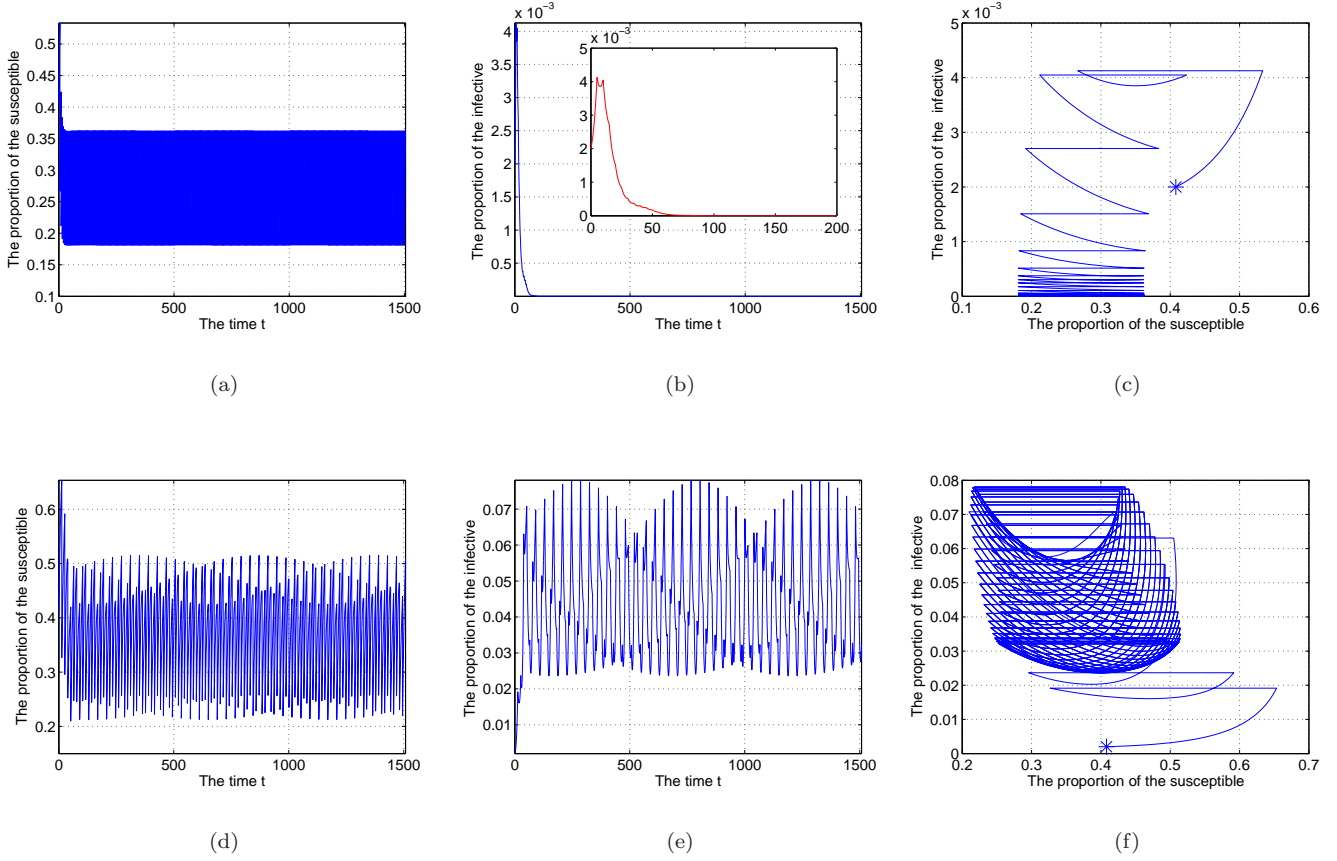 0 500 1000 1500
0.1
0.15
0.2
0.25
0.3
0.35
0.4
0.45
0.5
The time t
The proportion of the susceptible
(a)
x 10⁻³
0 500 1000 1500
0.5
1
1.5
2
2.5
3
3.5
4
The time t
The proportion of the infective
x 10⁻³
0 50 100 150 200
0
1
2
3
4
5
(b)
x 10⁻³
0.1 0.2 0.3 0.4 0.5 0.6
0
1
2
3
4
5
The proportion of the susceptible
The proportion of the infective
(c)
0 500 1000 1500
0.2
0.3
0.4
0.5
0.6
The time t
The proportion of the susceptible
(d)
0 500 1000 1500
0.01
0.02
0.03
0.04
0.05
0.06
0.07
The time t
The proportion of the infective
(e)
0.2 0.3 0.4 0.5 0.6 0.7
0
0.01
0.02
0.03
0.04
0.05
0.06
0.07
0.08
The proportion of the susceptible
The proportion of the infective
(f)